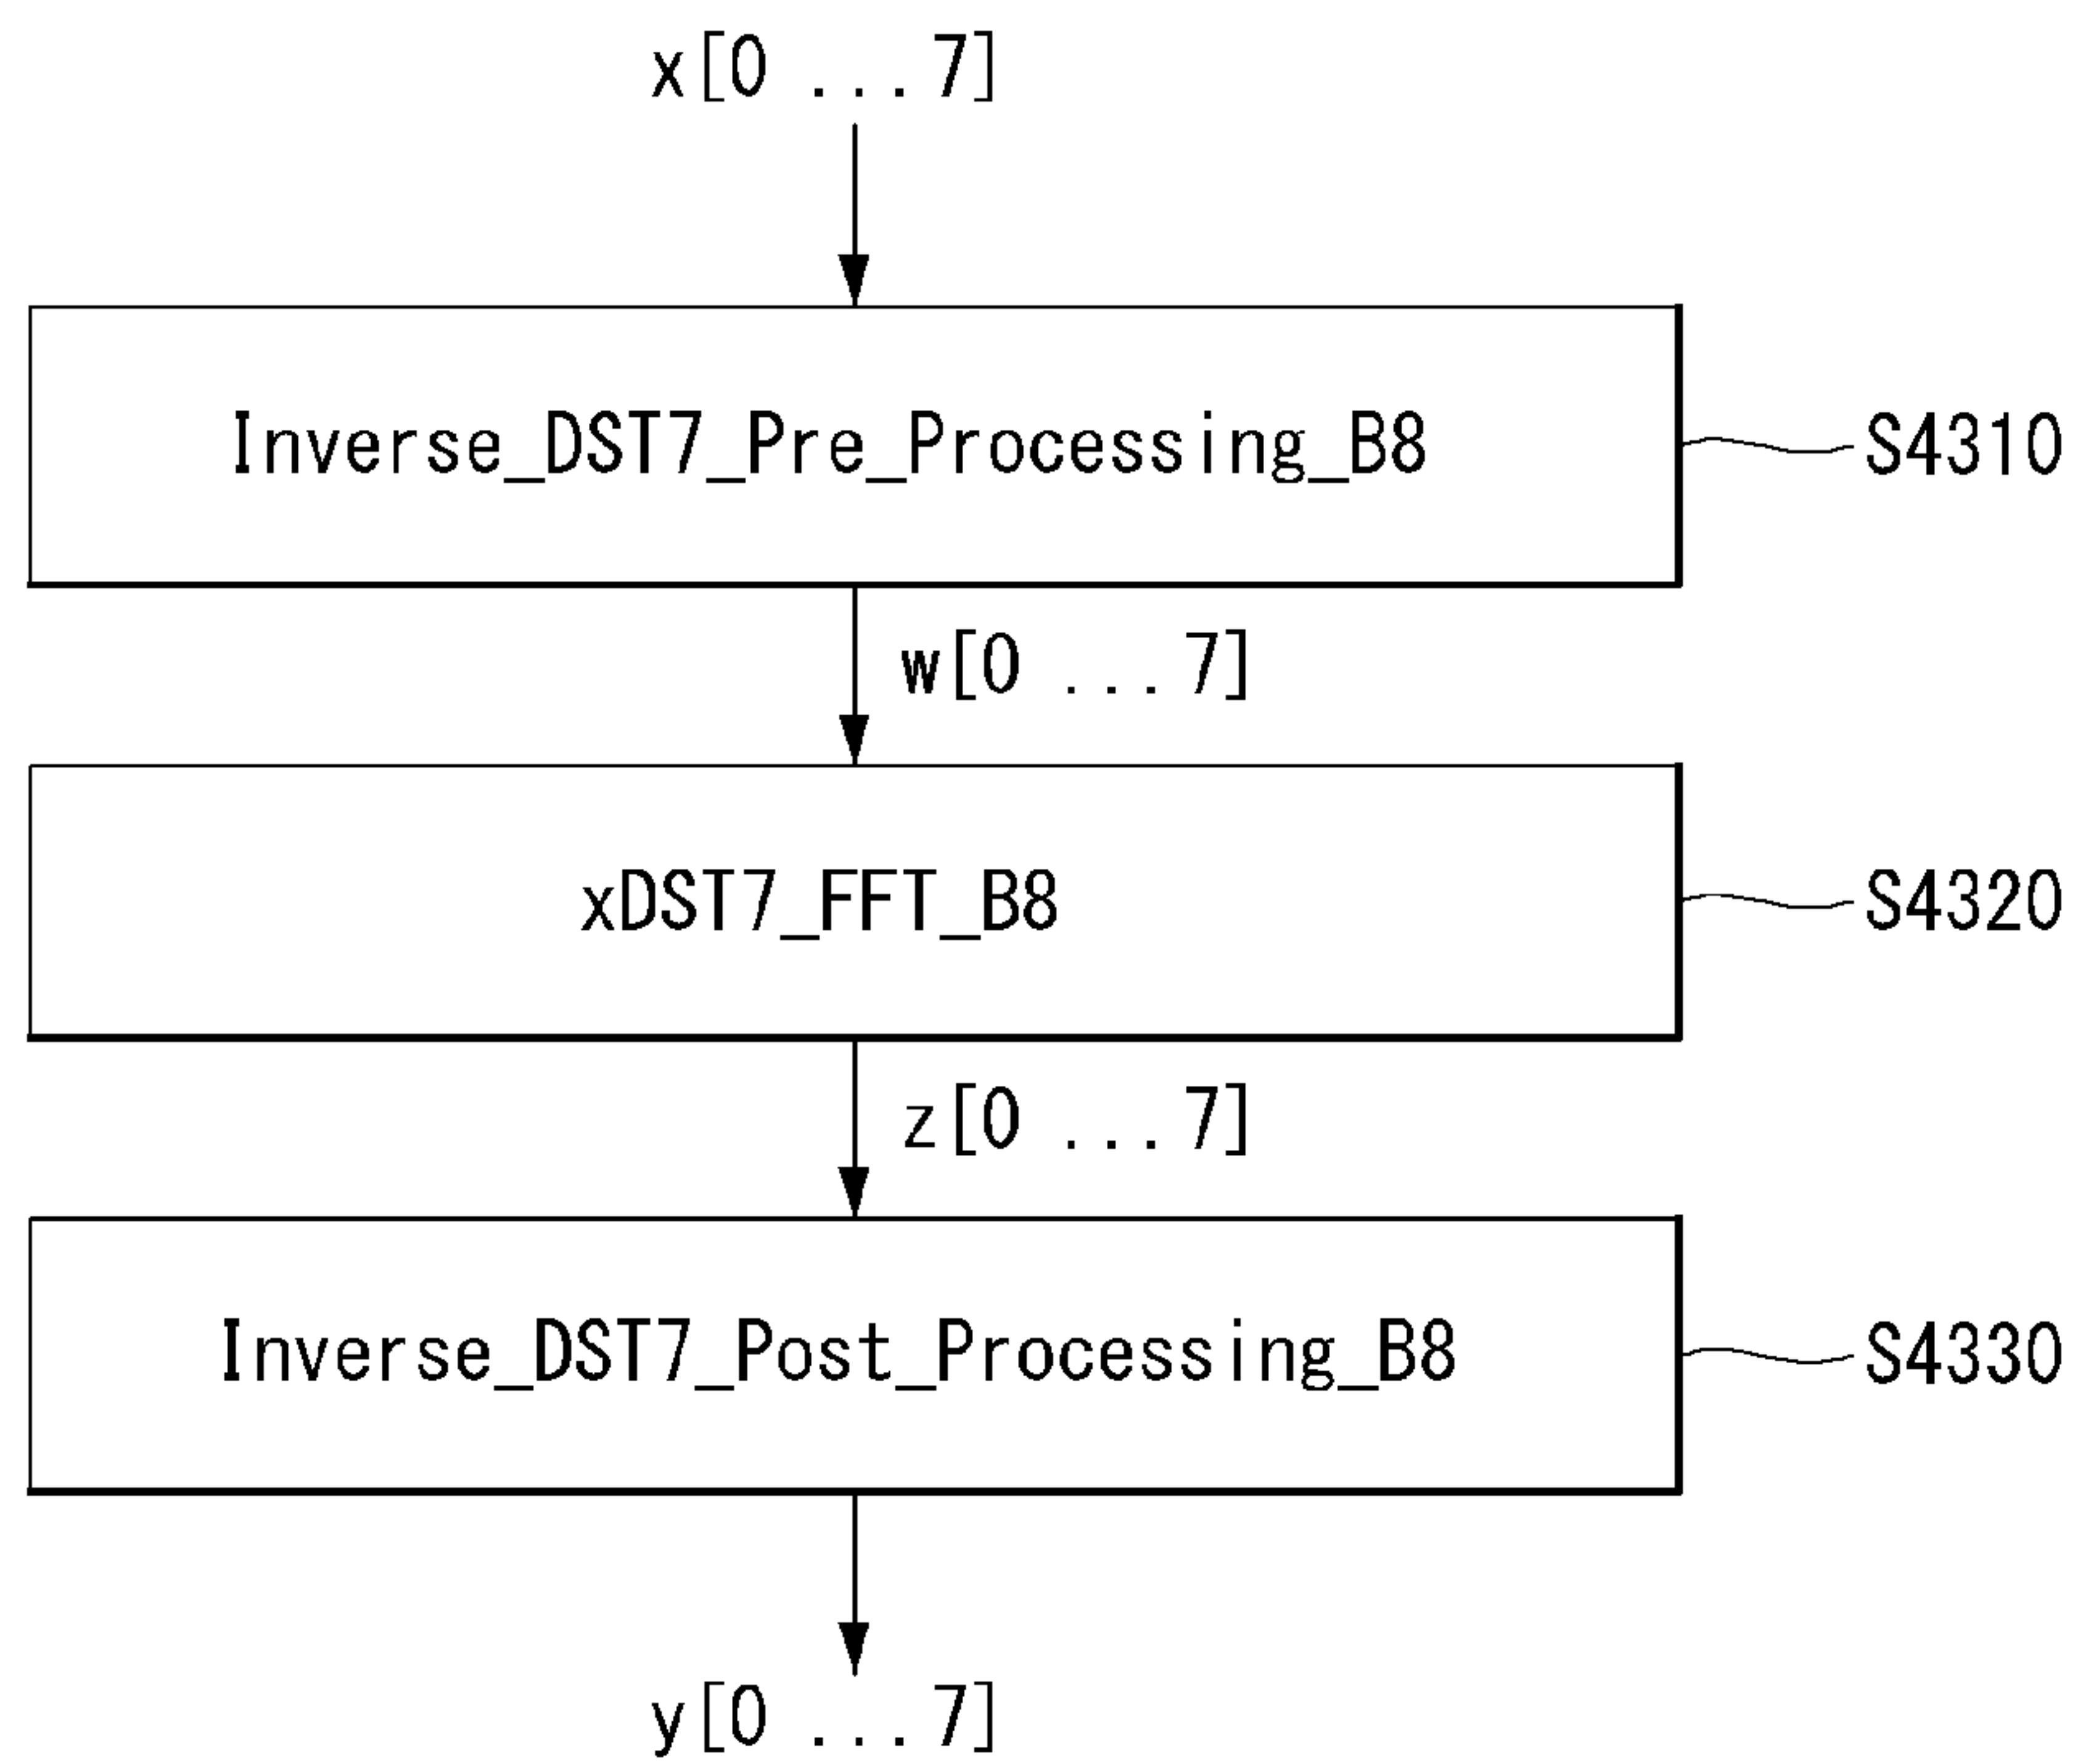 x[0 ... 7]
Inverse_DST7_Pre_Processing_B8
S4310
w[0 ... 7]
xDST7_FFT_B8
S4320
z[0 ... 7]
Inverse_DST7_Post_Processing_B8
S4330
y[0 ... 7]